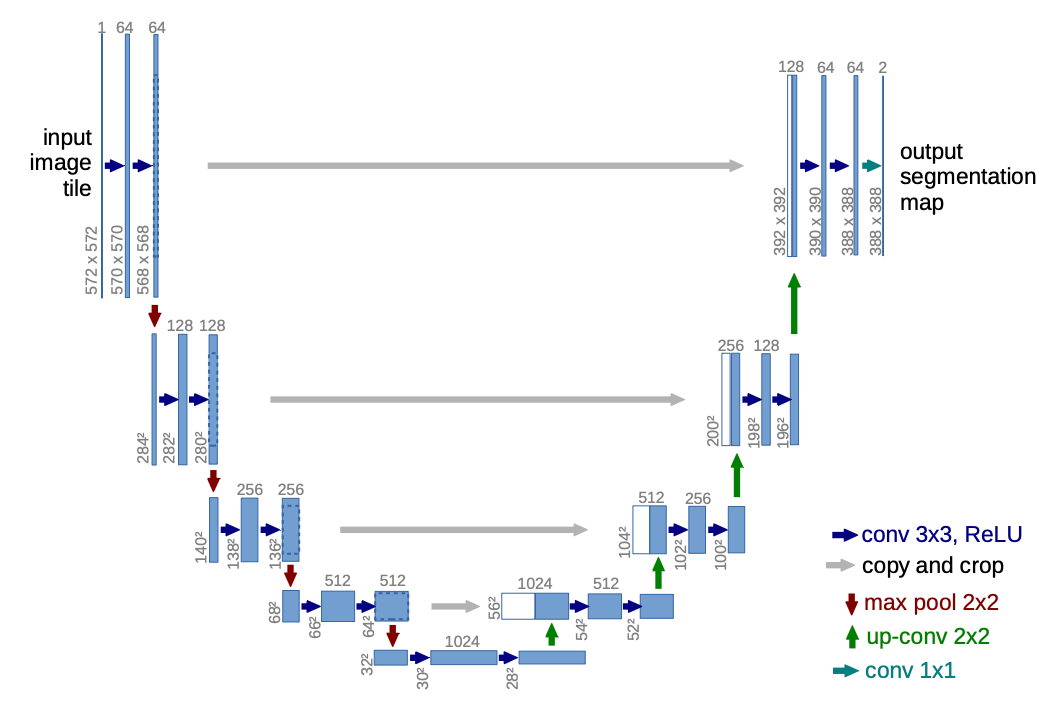 1 64 64
input
image
tile
572 x 572
570 x 570
568 x 568
128 64 64 2
output
segmentation
map
392 x 392
390 x 390
388 x 388
388 x 388
128 128
284²
282²
280²
256 128
200²
198²
196²
256 256
140²
138²
136²
512 256
104²
102²
100²
512 512
68²
66²
64²
1024 512
56²
54²
52²
1024
32²
30²
28²
conv 3x3, ReLU
copy and crop
max pool 2x2
up-conv 2x2
conv 1x1